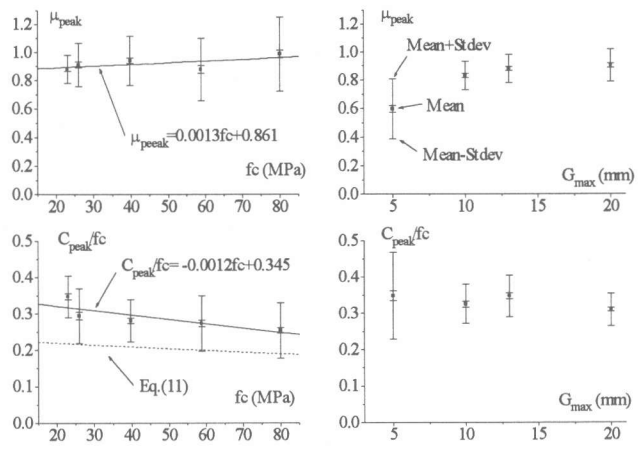 μpeak
1.2
1.0
0.8
0.6
0.4
0.2
0.0
μpeeak=0.0013fc+0.861
fc (MPa)
20 30 40 50 60 70 80
μpeak
1.2
1.0
0.8
0.6
0.4
0.2
0.0
Mean+Stdev
Mean
Mean-Stdev
Gmax (mm)
5 10 15 20
Cpeak/fc
0.5
0.4
0.3
0.2
0.1
0.0
Cpeak/fc= -0.0012fc+0.345
Eq.(11)
fc (MPa)
20 30 40 50 60 70 80
Cpeak/fc
0.5
0.4
0.3
0.2
0.1
0.0
Gmax (mm)
5 10 15 20